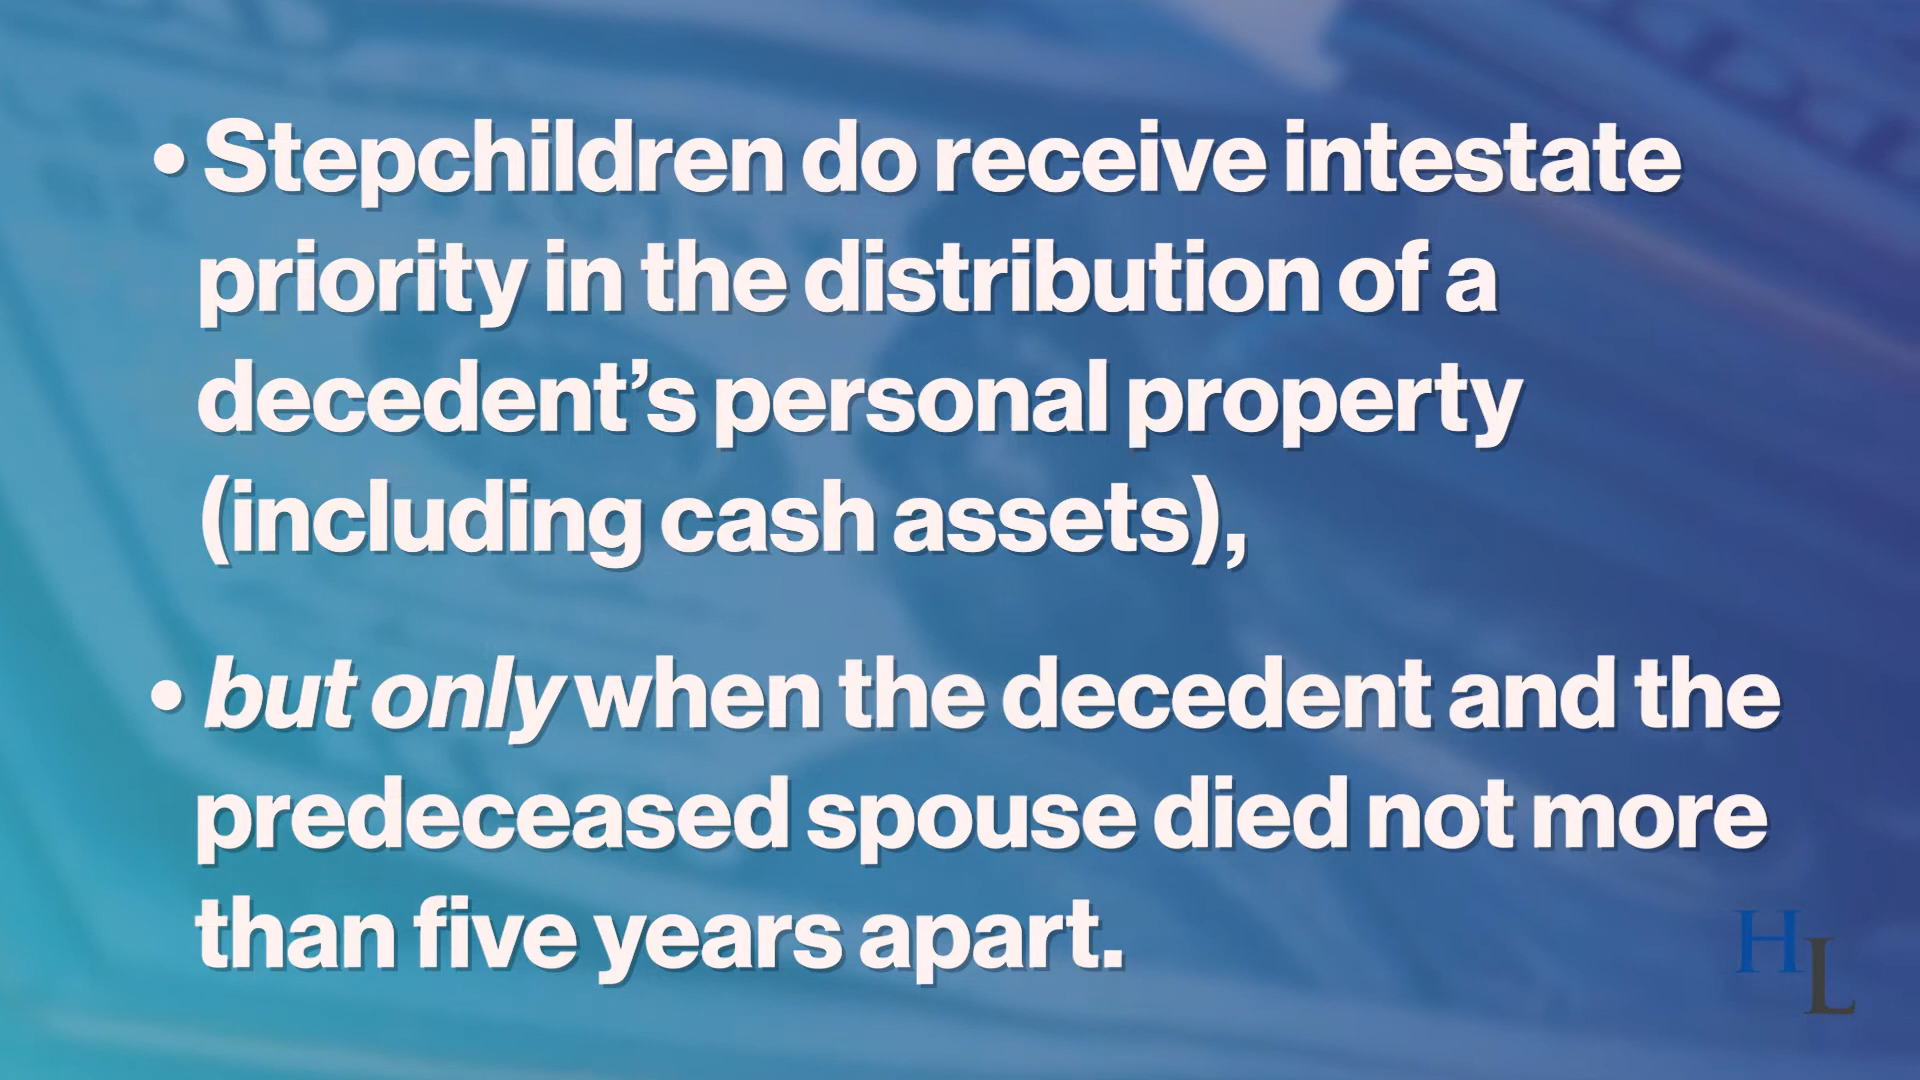 • Stepchildren do receive intestate
priority in the distribution of a
decedent’s personal property
(including cash assets),
• but only when the decedent and the
predeceased spouse died not more
than five years apart.
HL